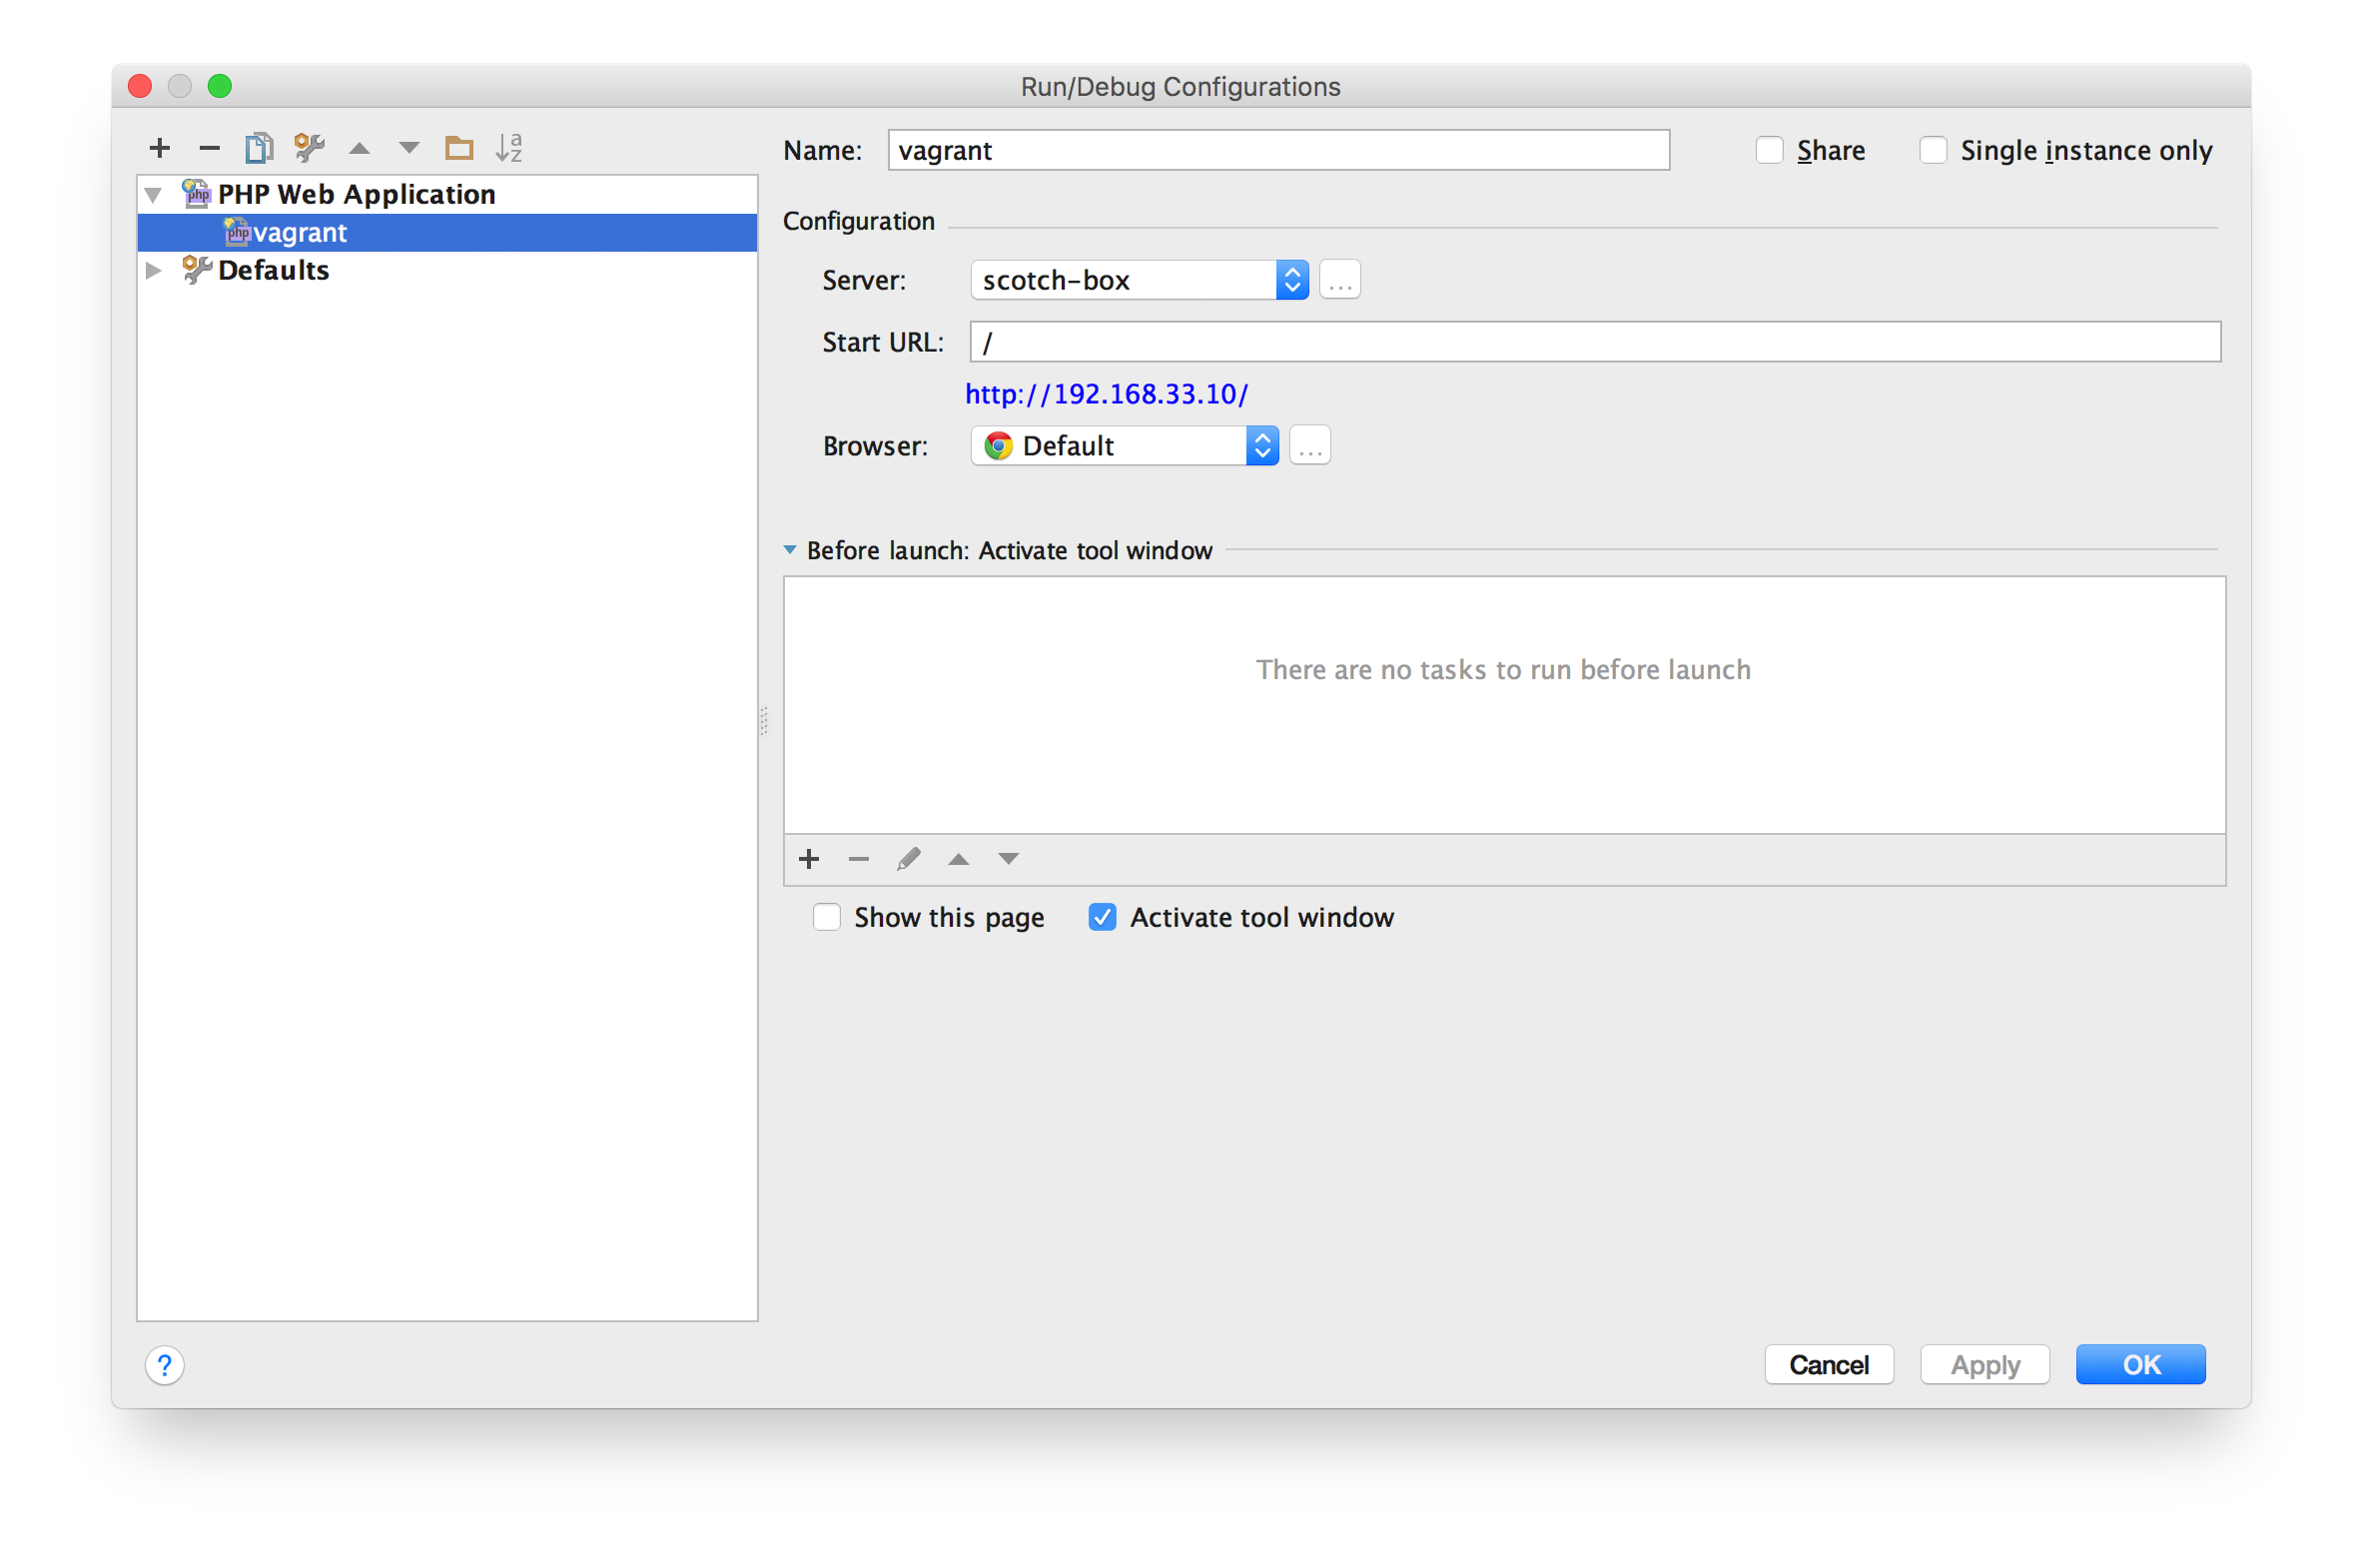 Run/Debug Configurations
a
z
Name: vagrant Share Single instance only
php PHP Web Application
php vagrant
Defaults
Configuration
Server: scotch-box ...
Start URL: /
http://192.168.33.10/
Browser: Default ...
Before launch: Activate tool window
There are no tasks to run before launch
Show this page Activate tool window
? Cancel Apply OK